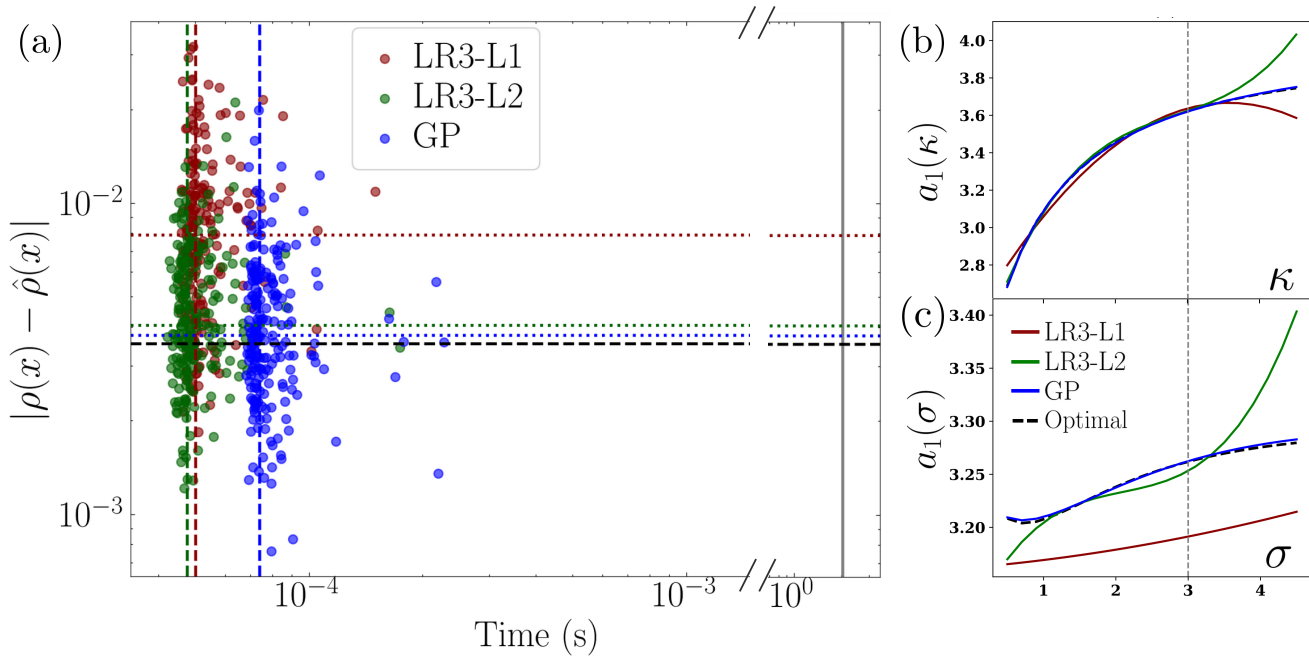 (a)
LR3-L1
LR3-L2
GP
|ρ(x) − ρ̂(x)|
10⁻²
10⁻³
10⁻⁴
10⁻³
10⁰
Time (s)
(b)
4.0
3.8
3.6
3.4
3.2
3.0
2.8
a₁(κ)
κ
(c)
3.40
3.35
3.30
3.25
3.20
a₁(σ)
LR3-L1
LR3-L2
GP
Optimal
σ
1 2 3 4